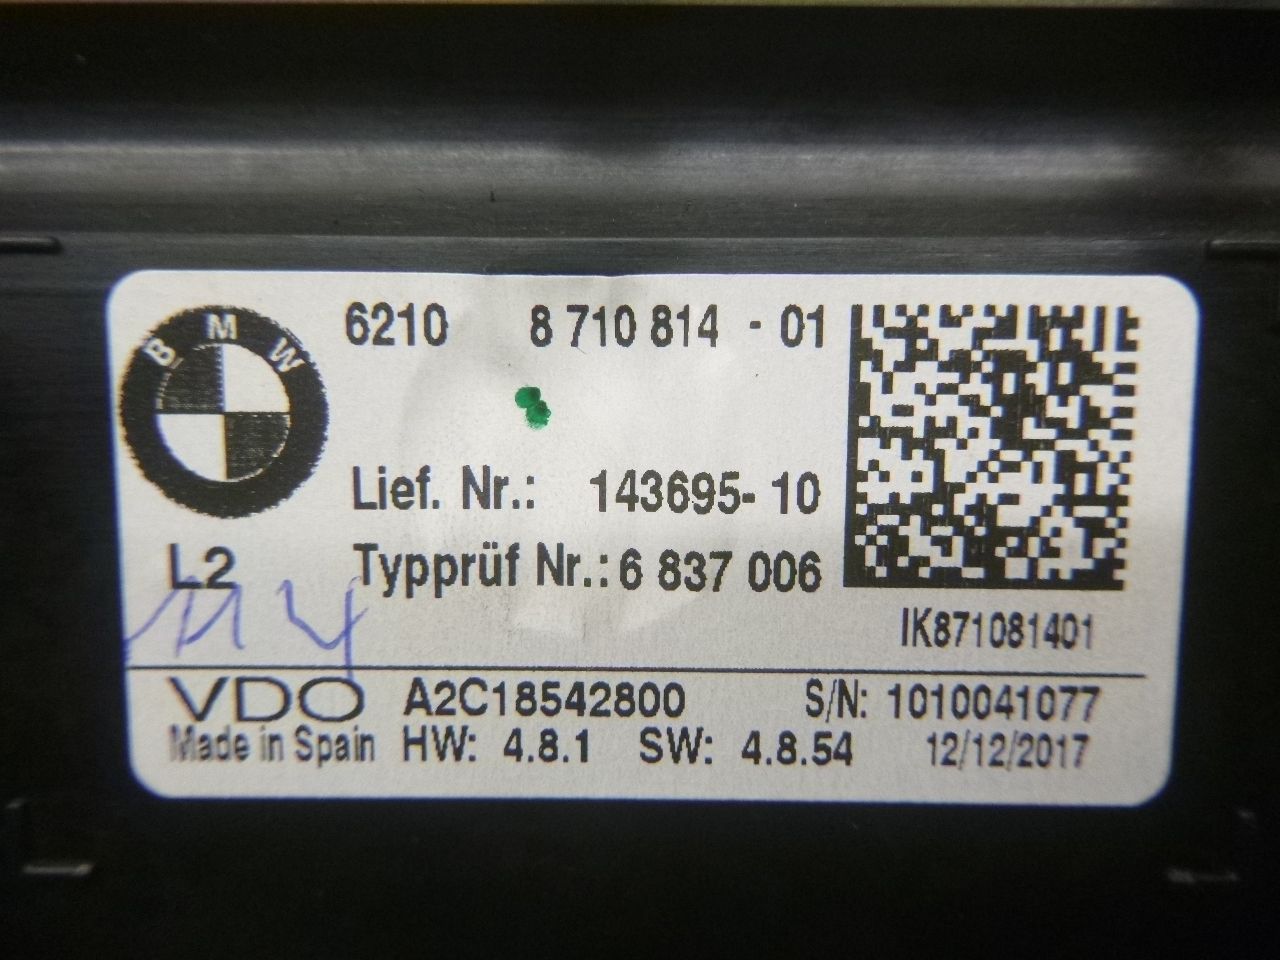 BMW
6210 8 710 814 - 01
Lief. Nr.: 143695- 10
L2 Typprüf Nr.: 6 837 006
IK871081401
VDO A2C18542800 S/N: 1010041077
Made in Spain HW: 4.8.1 SW: 4.8.54 12/12/2017